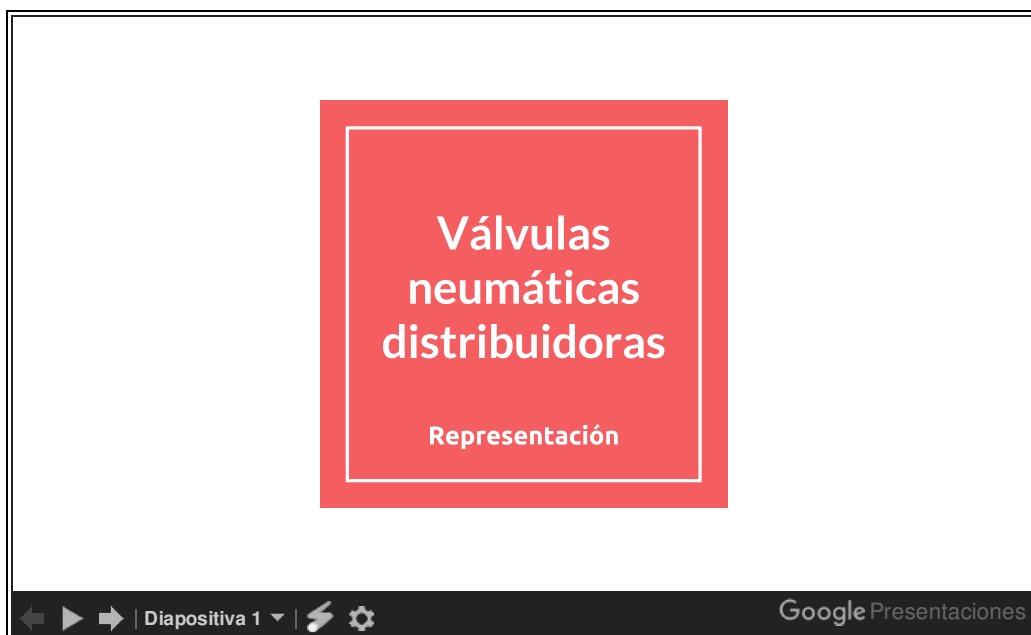 Válvulas
neumáticas
distribuidoras
Representación
Diapositiva 1
Google Presentaciones